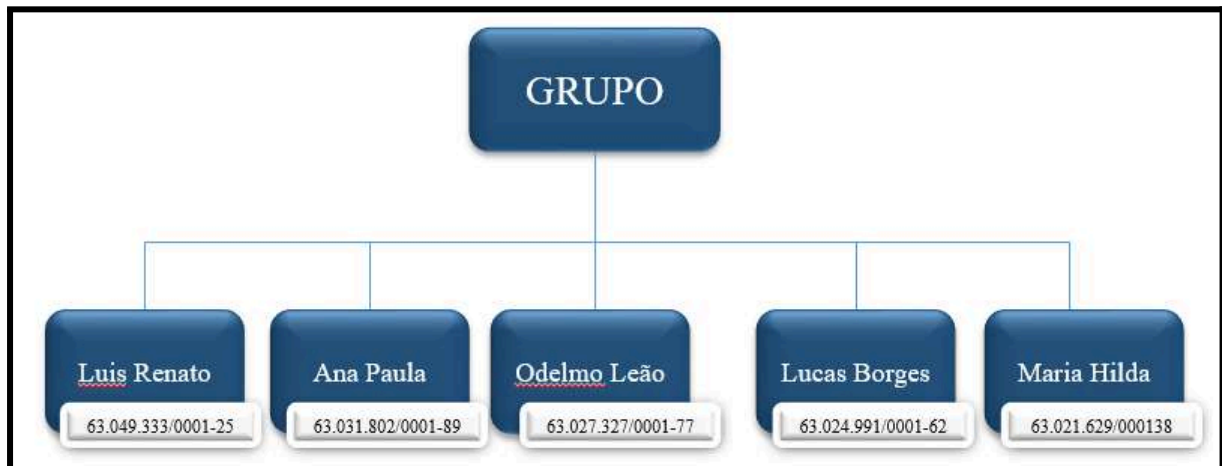 GRUPO
Luis Renato
63.049.333/0001-25
Ana Paula
63.031.802/0001-89
Odelmo Leão
63.027.327/0001-77
Lucas Borges
63.024.991/0001-62
Maria Hilda
63.021.629/000138